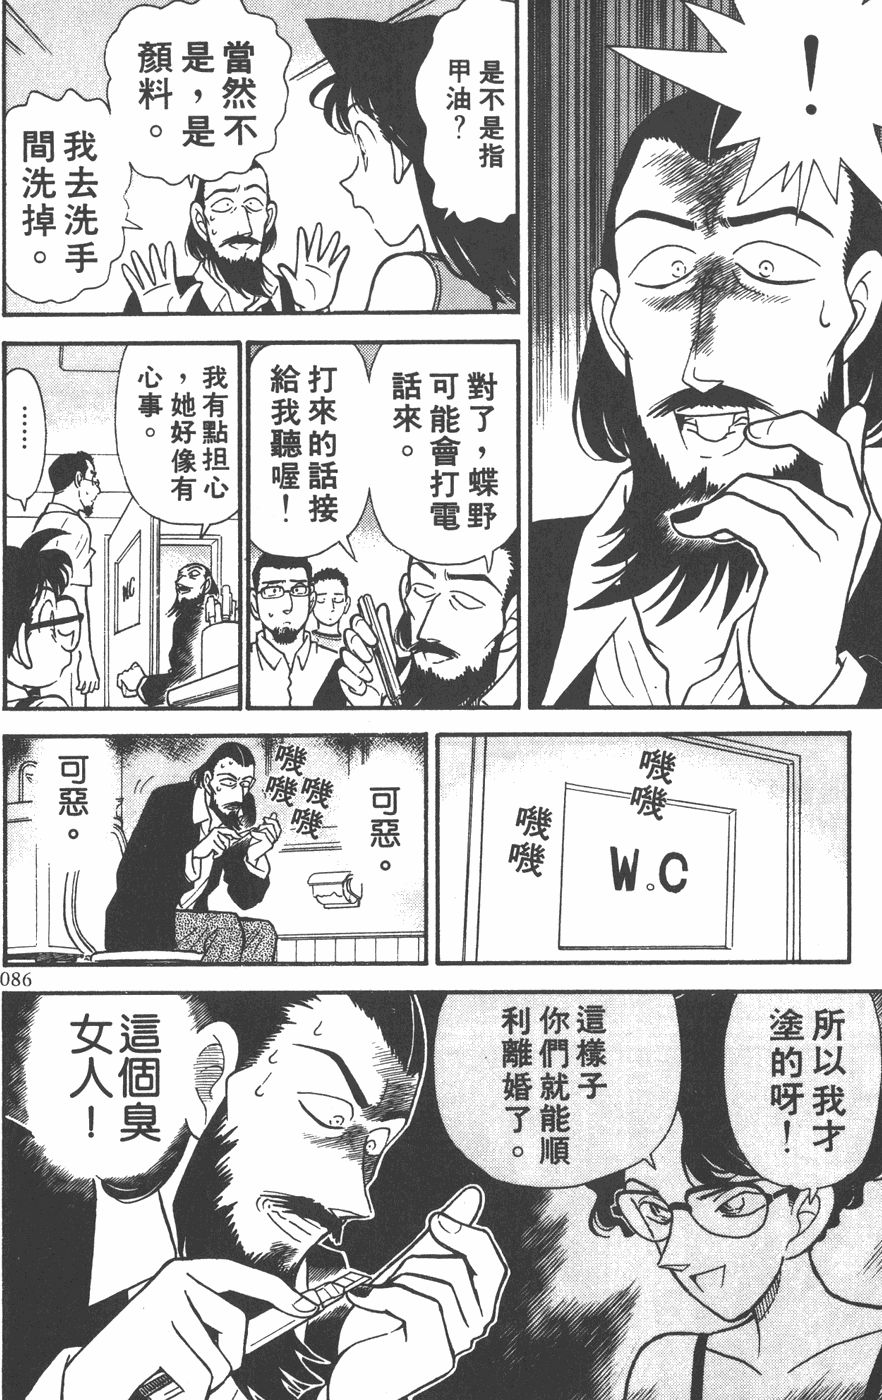 ！
是不是指
甲油？
當然不
是，是
顏料。
我去洗手
間洗掉。
對了，蝶野
可能會打電
話來。
打來的話接
給我聽喔！
我有點担心
，她好像有
心事。
……
W.C
嘰嘰
嘰嘰
W.C
可惡。
嘰嘰
嘰嘰
可惡。
所以我才
塗的呀！
這樣子
你們就能順
利離婚了。
這個臭
女人！
086